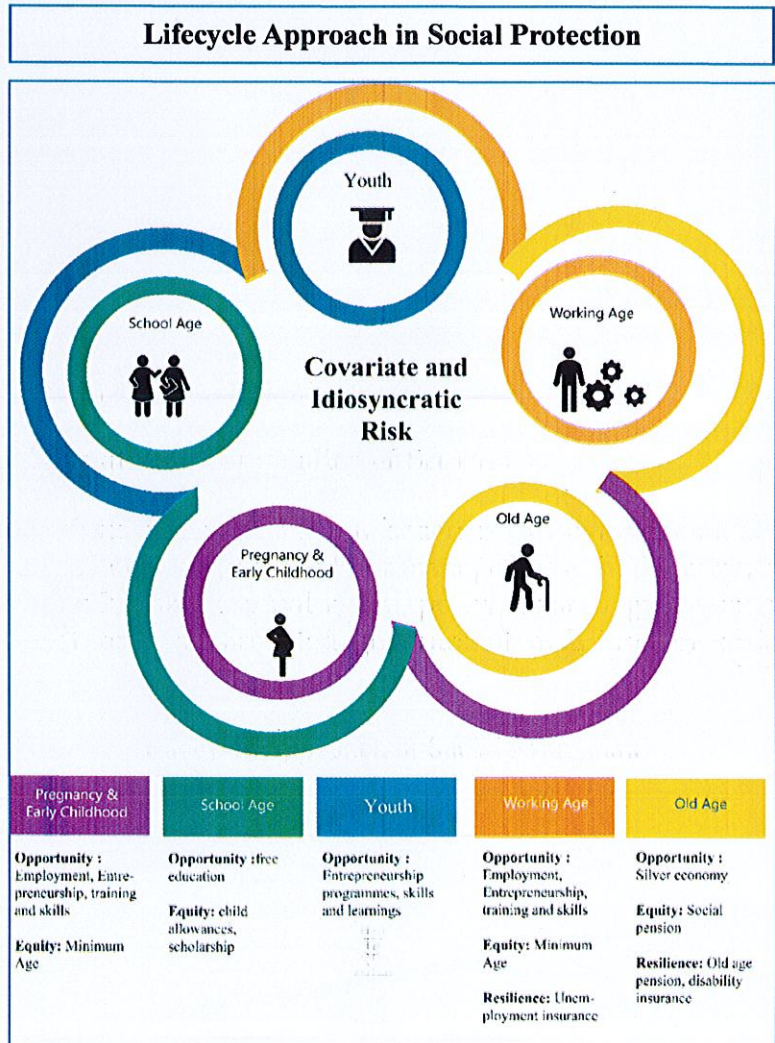 Lifecycle Approach in Social Protection
Youth
School Age
Working Age
Covariate and
Idiosyncratic
Risk
Pregnancy &
Early Childhood
Old Age
Pregnancy &
Early Childhood
Opportunity :
Employment, Entre-
preneurship, training
and skills
Equity: Minimum
Age
School Age
Opportunity :free
education
Equity: child
allowances,
scholarship
Youth
Opportunity :
Entrepreneurship
programmes, skills
and learnings
Working Age
Opportunity :
Employment,
Entrepreneurship,
training and skills
Equity: Minimum
Age
Resilience: Unem-
ployment insurance
Old Age
Opportunity :
Silver economy
Equity: Social
pension
Resilience: Old age
pension, disability
insurance